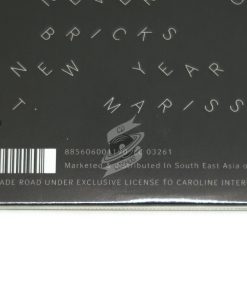 BRICKS
NEW YEAR
T. MARISS
03261
Marketed & distributed In South East Asia o
ADE ROAD UNDER EXCLUSIVE LICENSE TO CAROLINE INTER